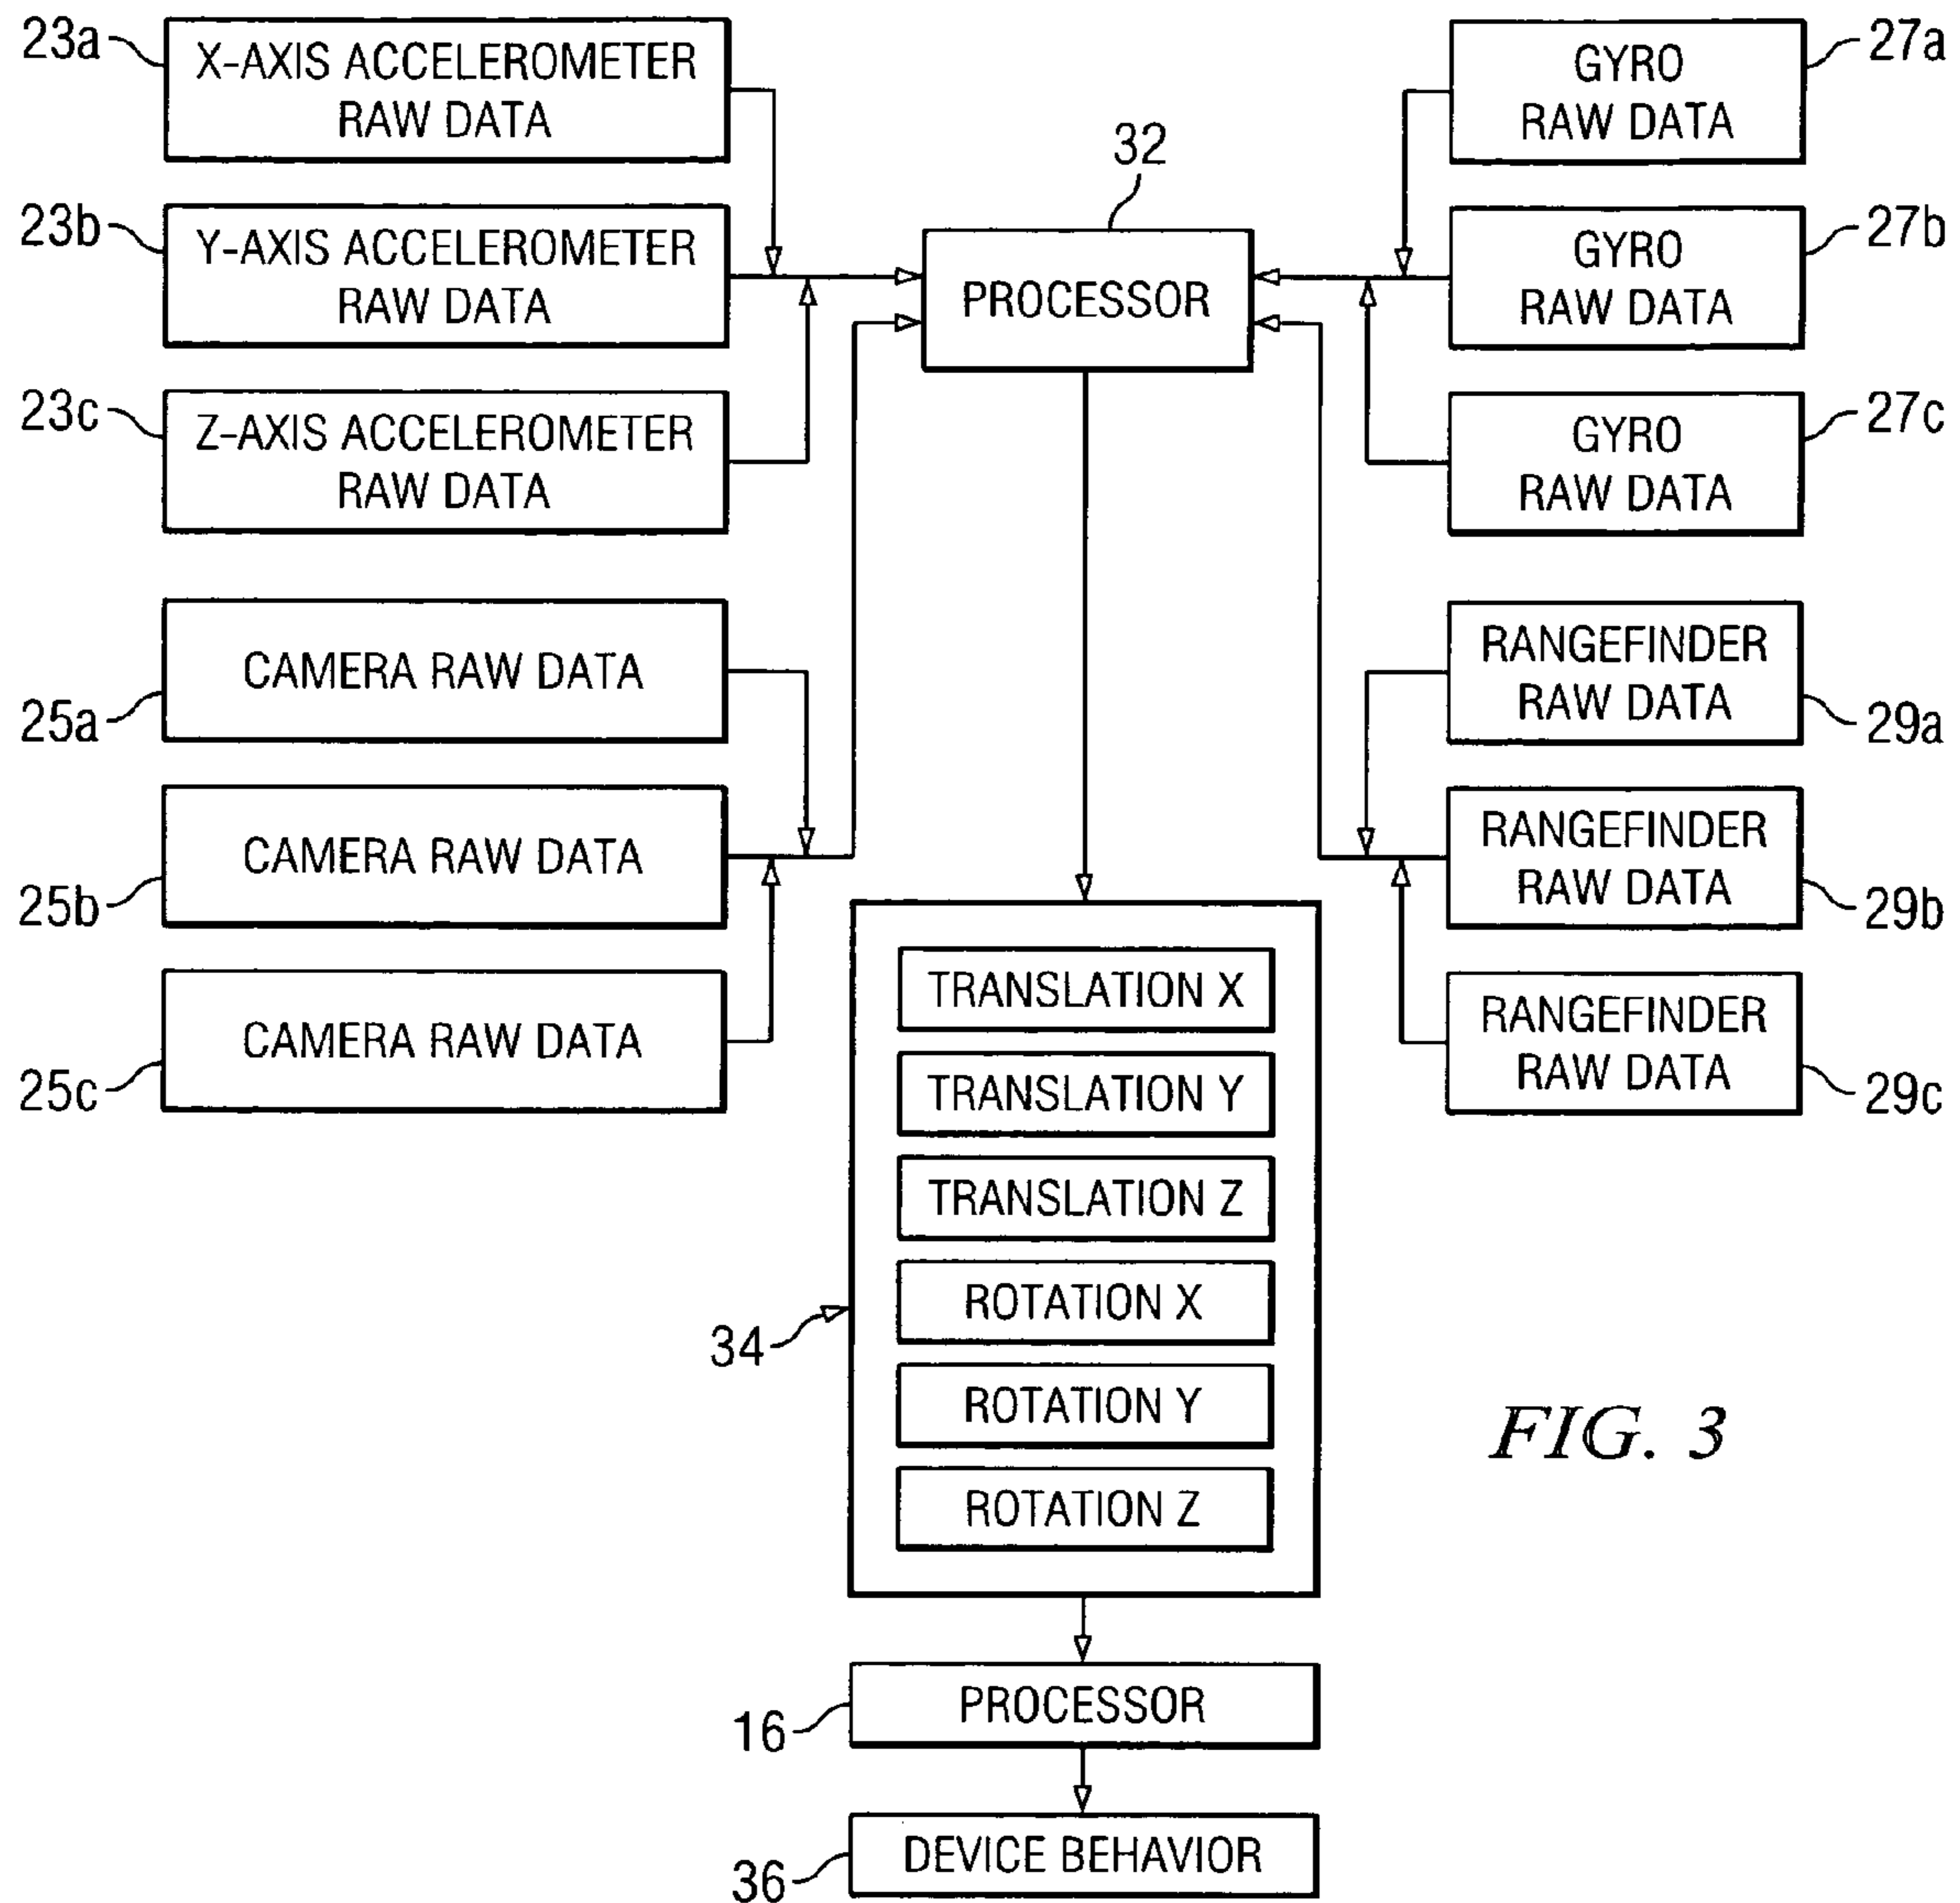 23a
X-AXIS ACCELEROMETER
RAW DATA
23b
Y-AXIS ACCELEROMETER
RAW DATA
23c
Z-AXIS ACCELEROMETER
RAW DATA
25a
CAMERA RAW DATA
25b
CAMERA RAW DATA
25c
CAMERA RAW DATA
32
PROCESSOR
27a
GYRO
RAW DATA
27b
GYRO
RAW DATA
27c
GYRO
RAW DATA
29a
RANGEFINDER
RAW DATA
29b
RANGEFINDER
RAW DATA
29c
RANGEFINDER
RAW DATA
34
TRANSLATION X
TRANSLATION Y
TRANSLATION Z
ROTATION X
ROTATION Y
ROTATION Z
16
PROCESSOR
36
DEVICE BEHAVIOR
FIG. 3